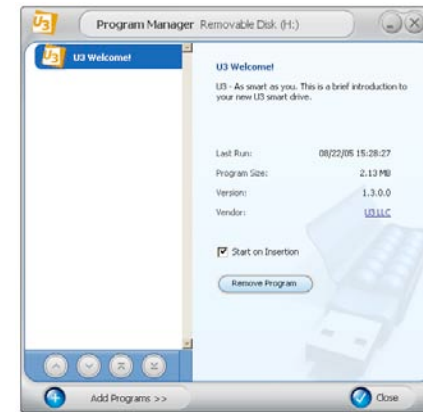 U3 Program Manager Removable Disk (H:)
U3 U3 Welcome!
U3 Welcome!
U3 - As smart as you. This is a brief introduction to
your new U3 smart drive.
Last Run: 08/22/05 15:28:27
Program Size: 2.13 MB
Version: 1.3.0.0
Vendor: U3 LLC
Start on Insertion
Remove Program
Add Programs >>
Close